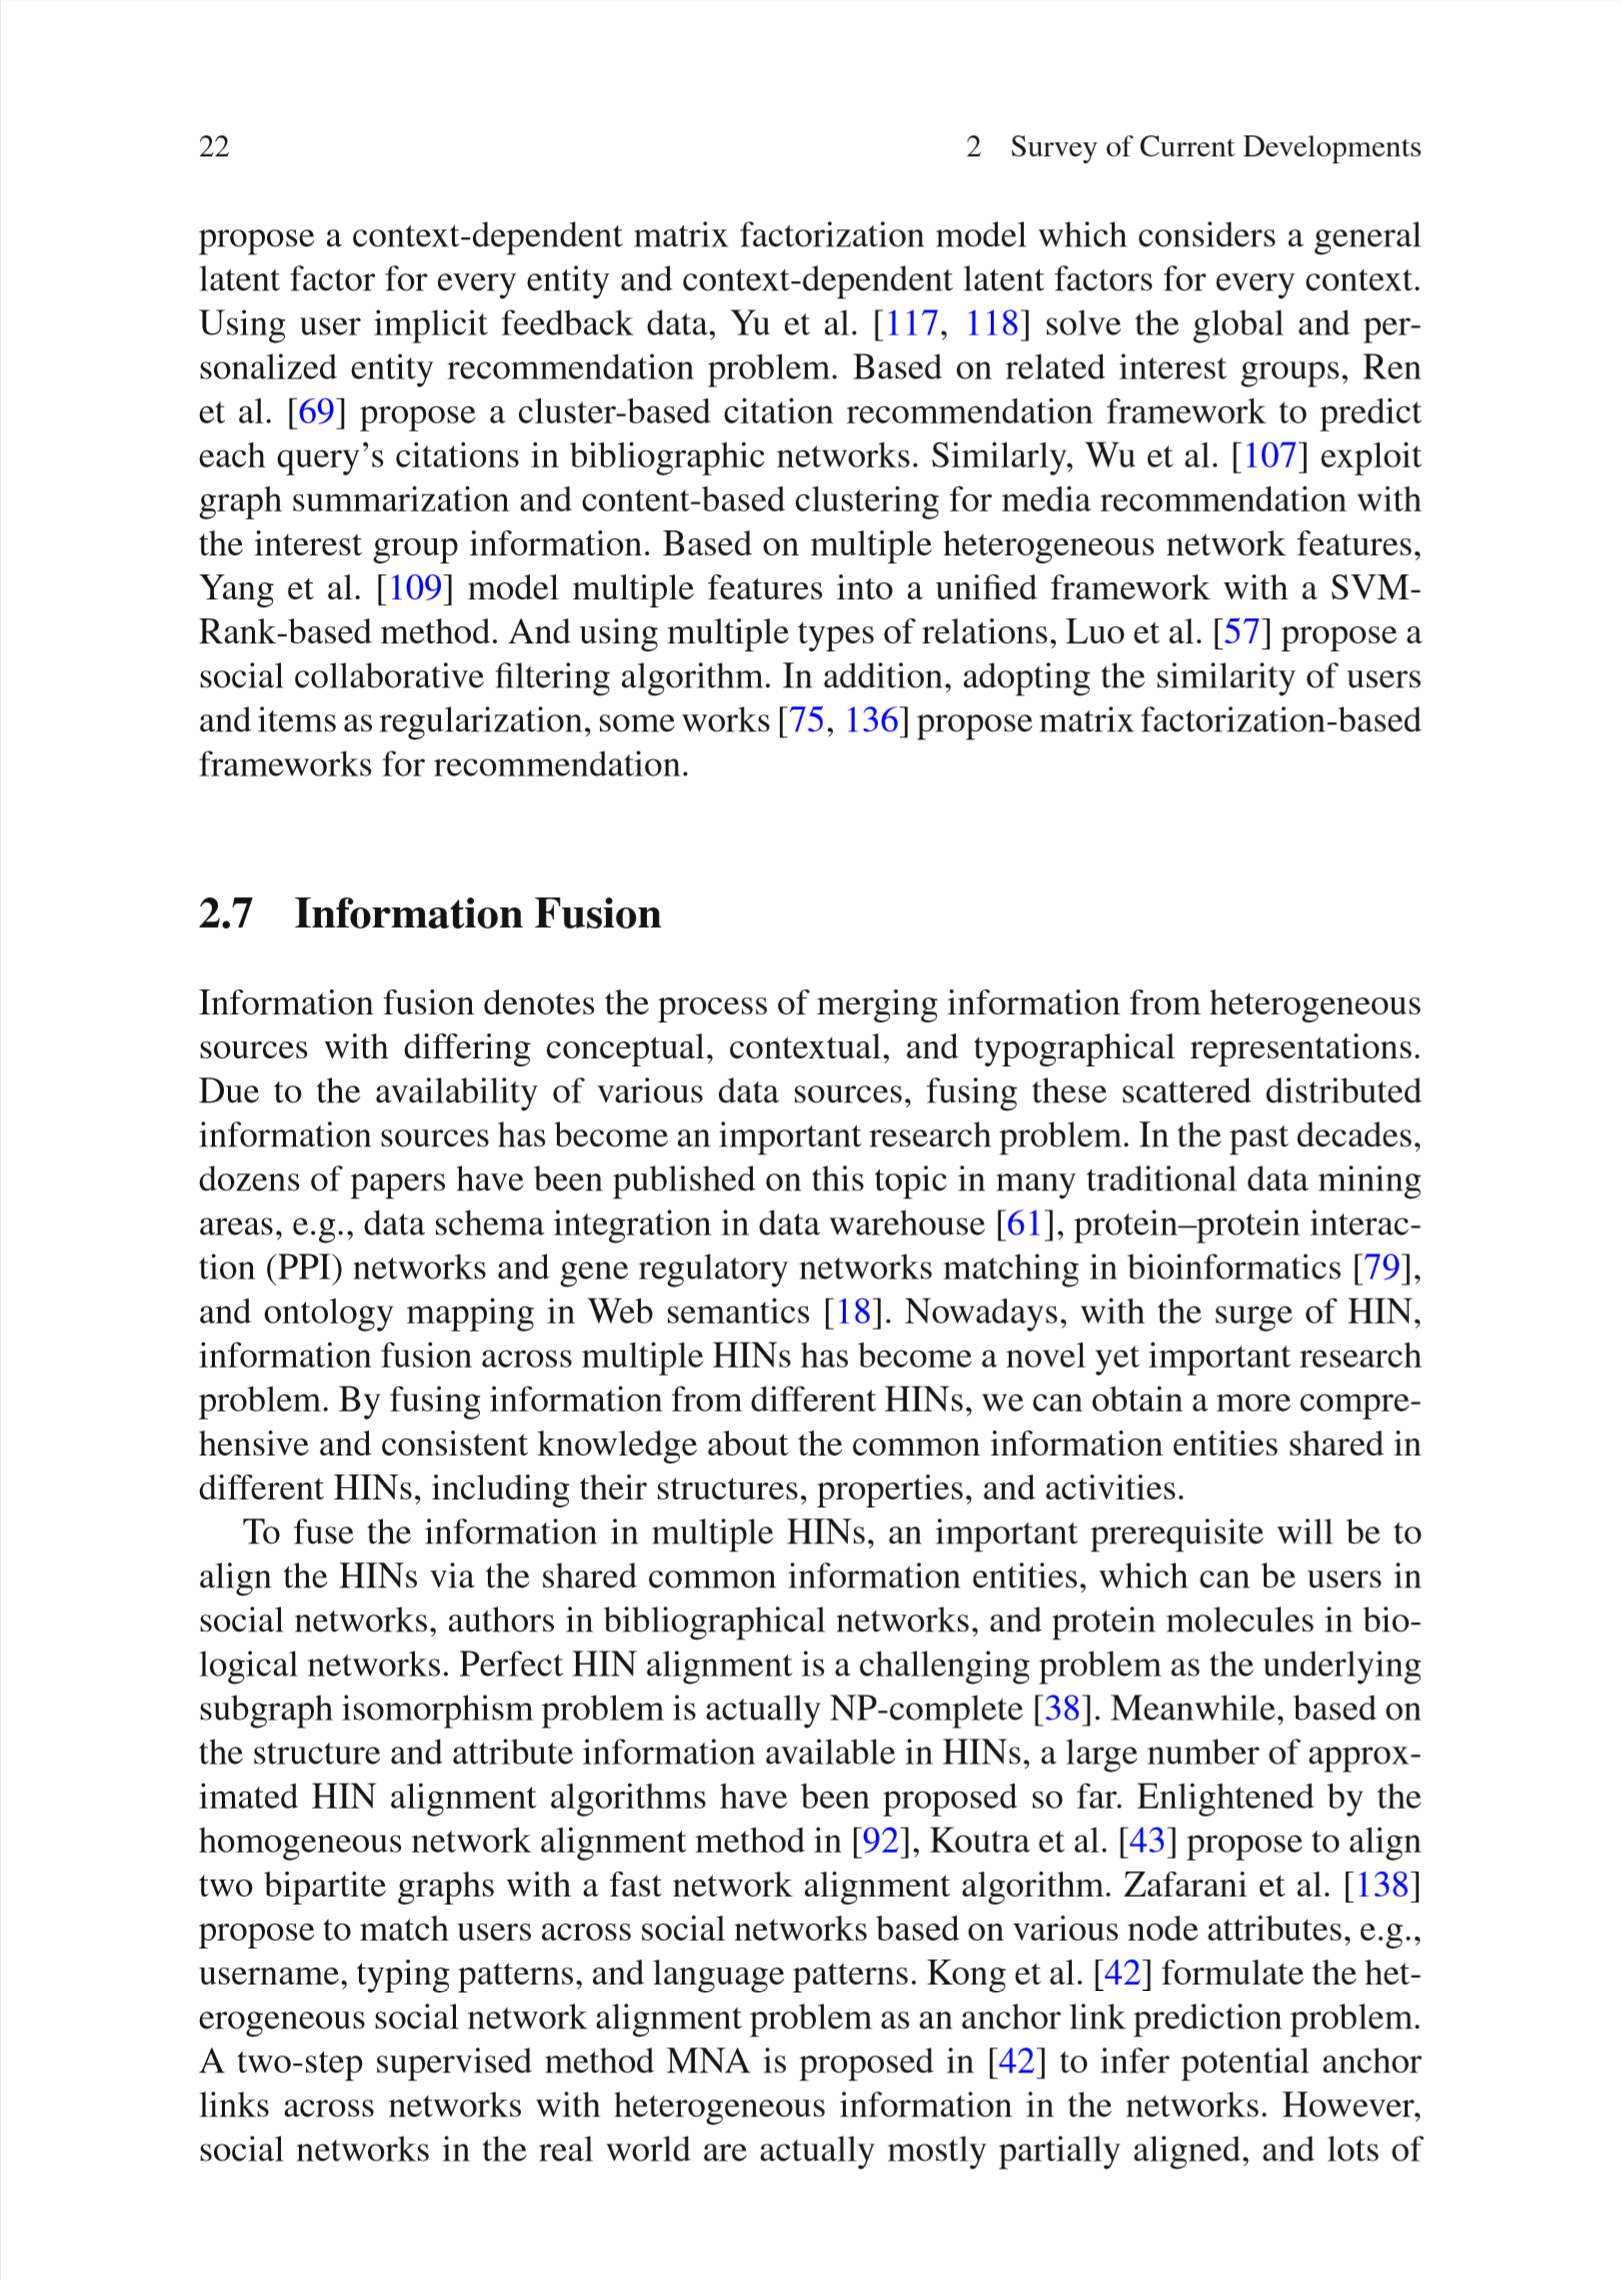 22
2 Survey of Current Developments
propose a context-dependent matrix factorization model which considers a general
latent factor for every entity and context-dependent latent factors for every context.
Using user implicit feedback data, Yu et al. [117, 118] solve the global and per-
sonalized entity recommendation problem. Based on related interest groups, Ren
et al. [69] propose a cluster-based citation recommendation framework to predict
each query’s citations in bibliographic networks. Similarly, Wu et al. [107] exploit
graph summarization and content-based clustering for media recommendation with
the interest group information. Based on multiple heterogeneous network features,
Yang et al. [109] model multiple features into a unified framework with a SVM-
Rank-based method. And using multiple types of relations, Luo et al. [57] propose a
social collaborative filtering algorithm. In addition, adopting the similarity of users
and items as regularization, some works [75, 136] propose matrix factorization-based
frameworks for recommendation.
2.7 Information Fusion
Information fusion denotes the process of merging information from heterogeneous
sources with differing conceptual, contextual, and typographical representations.
Due to the availability of various data sources, fusing these scattered distributed
information sources has become an important research problem. In the past decades,
dozens of papers have been published on this topic in many traditional data mining
areas, e.g., data schema integration in data warehouse [61], protein–protein interac-
tion (PPI) networks and gene regulatory networks matching in bioinformatics [79],
and ontology mapping in Web semantics [18]. Nowadays, with the surge of HIN,
information fusion across multiple HINs has become a novel yet important research
problem. By fusing information from different HINs, we can obtain a more compre-
hensive and consistent knowledge about the common information entities shared in
different HINs, including their structures, properties, and activities.
To fuse the information in multiple HINs, an important prerequisite will be to
align the HINs via the shared common information entities, which can be users in
social networks, authors in bibliographical networks, and protein molecules in bio-
logical networks. Perfect HIN alignment is a challenging problem as the underlying
subgraph isomorphism problem is actually NP-complete [38]. Meanwhile, based on
the structure and attribute information available in HINs, a large number of approx-
imated HIN alignment algorithms have been proposed so far. Enlightened by the
homogeneous network alignment method in [92], Koutra et al. [43] propose to align
two bipartite graphs with a fast network alignment algorithm. Zafarani et al. [138]
propose to match users across social networks based on various node attributes, e.g.,
username, typing patterns, and language patterns. Kong et al. [42] formulate the het-
erogeneous social network alignment problem as an anchor link prediction problem.
A two-step supervised method MNA is proposed in [42] to infer potential anchor
links across networks with heterogeneous information in the networks. However,
social networks in the real world are actually mostly partially aligned, and lots of